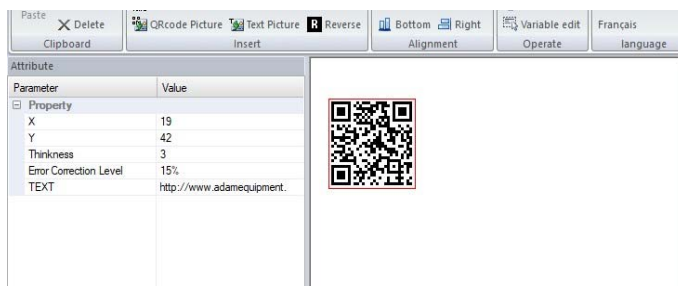 Paste
Delete
QRcode Picture Text Picture R Reverse
Bottom Right
Variable edit
Français
Clipboard Insert Alignment Operate language
Attribute
Parameter Value
Property
X 19
Y 42
Thinkness 3
Error Correction Level 15%
TEXT http://www.adamequipment.